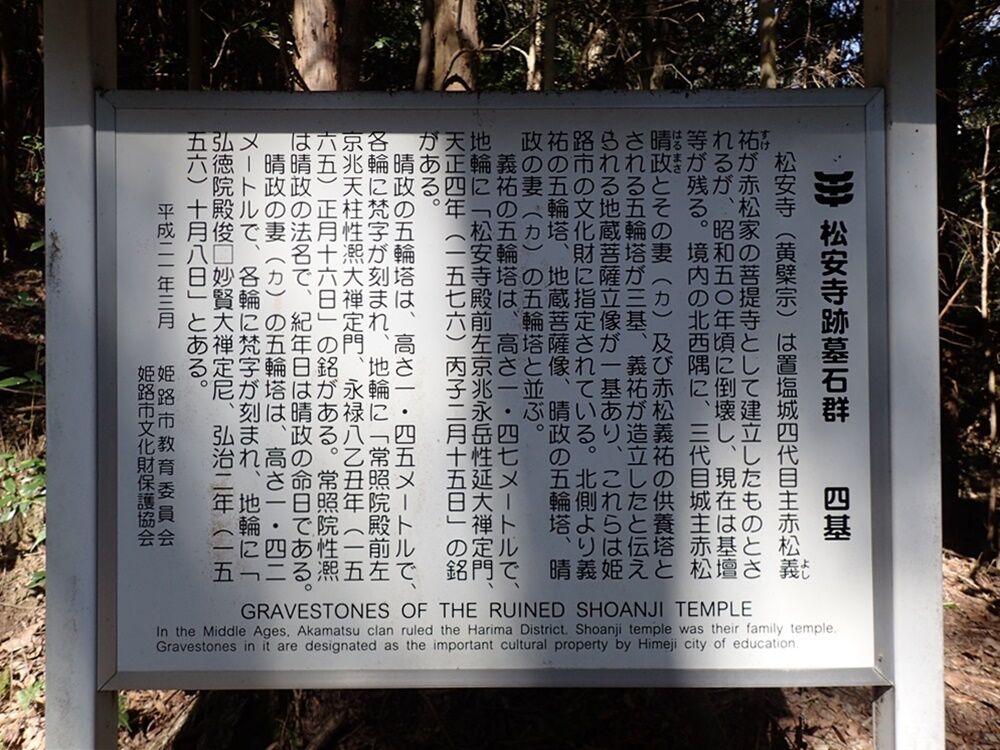 松安寺跡墓石群　四基
松安寺（黄檗宗）は置塩城四代目主赤松義
祐が赤松家の菩提寺として建立したものとさ
れるが、昭和五〇年頃に倒壊し、現在は基壇
等が残る。境内の北西隅に、三代目城主赤松
晴政とその妻（カ）及び赤松義祐の供養塔と
される五輪塔が三基、義祐が造立したと伝え
られる地蔵菩薩立像が一基あり、これらは姫
路市の文化財に指定されている。北側より義
祐の五輪塔、地蔵菩薩像、晴政の五輪塔、晴
政の妻（カ）の五輪塔と並ぶ。
義祐の五輪塔は、高さ一・四七メートルで、
地輪に「松安寺殿前左京兆永岳性延大禅定門、
天正四年（一五七六）丙子二月十五日」の銘
がある。
晴政の五輪塔は、高さ一・四五メートルで、
各輪に梵字が刻まれ、地輪に「常照院殿前左
京兆天柱性凞大禅定門、永禄八乙丑年（一五
六五）正月十六日」の銘がある。常照院性凞
は晴政の法名で、紀年日は晴政の命日である。
晴政の妻（カ）の五輪塔は、高さ一・四二
メートルで、各輪に梵字が刻まれ、地輪に「
弘徳院殿俊□妙賢大禅定尼、弘治二年（一五
五六）十月八日」とある。
平成二一年三月　姫路市教育委員会
姫路市文化財保護協会
GRAVESTONES OF THE RUINED SHOANJI TEMPLE
In the Middle Ages, Akamatsu clan ruled the Harima District. Shoanji temple was their family temple.
Gravestones in it are designated as the important cultural property by Himeji city of education.